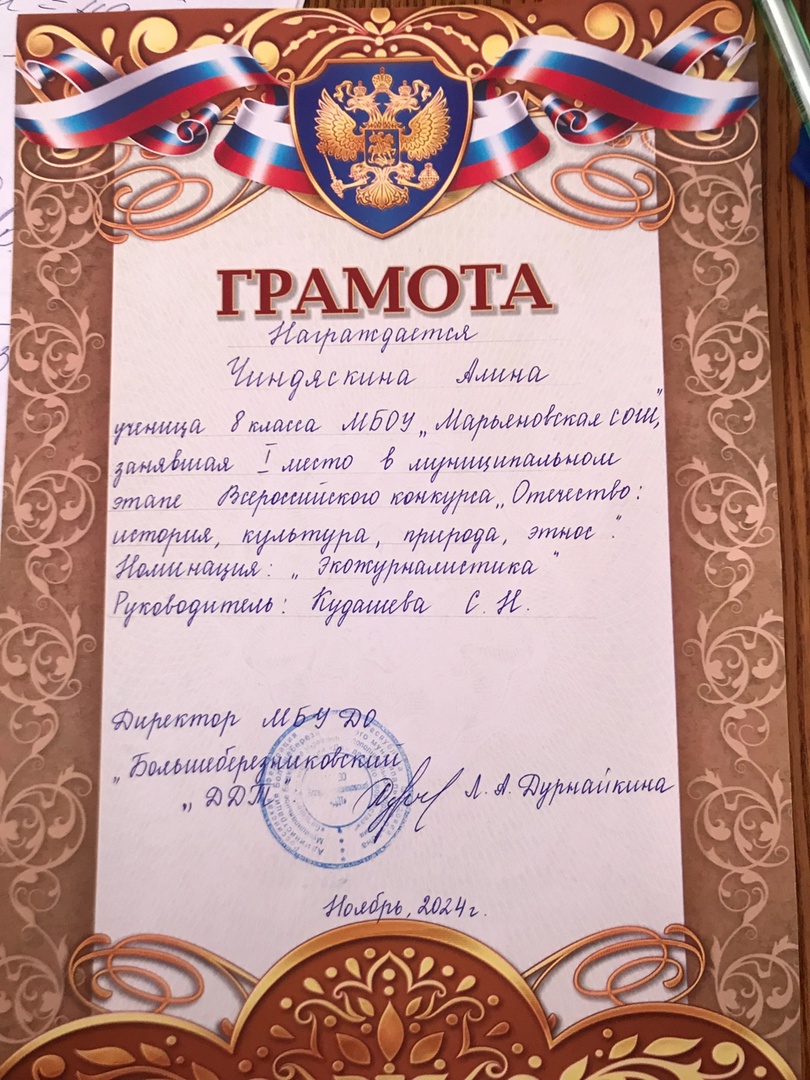 ГРАМОТА
Награждается
Чиндяскина Алина
ученица 8 класса МБОУ „Марьяновская СОШ",
занявшая I место в муниципальном
этапе Всероссийского конкурса „Отечество:
история, культура, природа, этнос".
Номинация: „Экожурналистика"
Руководитель: Кудашева С. Н.
Директор МБУ ДО
„Большеберезниковский
„ДДТ" Л. А. Дурнайкина
Ноябрь, 2024 г.